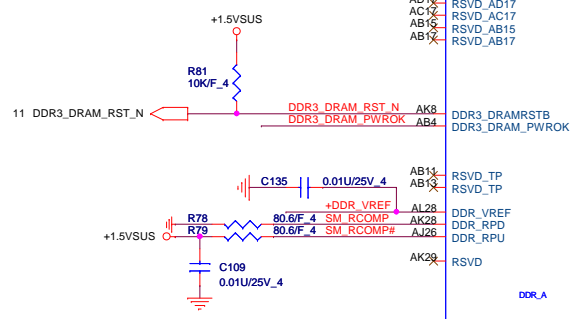 RSVD_AD17
AC17 RSVD_AC17
AB15 RSVD_AB15
AB17 RSVD_AB17
+1.5VSUS
R81
10K/F_4
11 DDR3_DRAM_RST_N
DDR3_DRAM_RST_N AK8 DDR3_DRAMRSTB
DDR3_DRAM_PWROK AB4 DDR3_DRAM_PWROK
AB11 RSVD_TP
AB13 RSVD_TP
C135 0.01U/25V_4
+DDR_VREF AL28 DDR_VREF
R78 80.6/F_4 SM_RCOMP AK28 DDR_RPD
+1.5VSUS R79 80.6/F_4 SM_RCOMP# AJ26 DDR_RPU
AK29 RSVD
C109
0.01U/25V_4
DDR_A